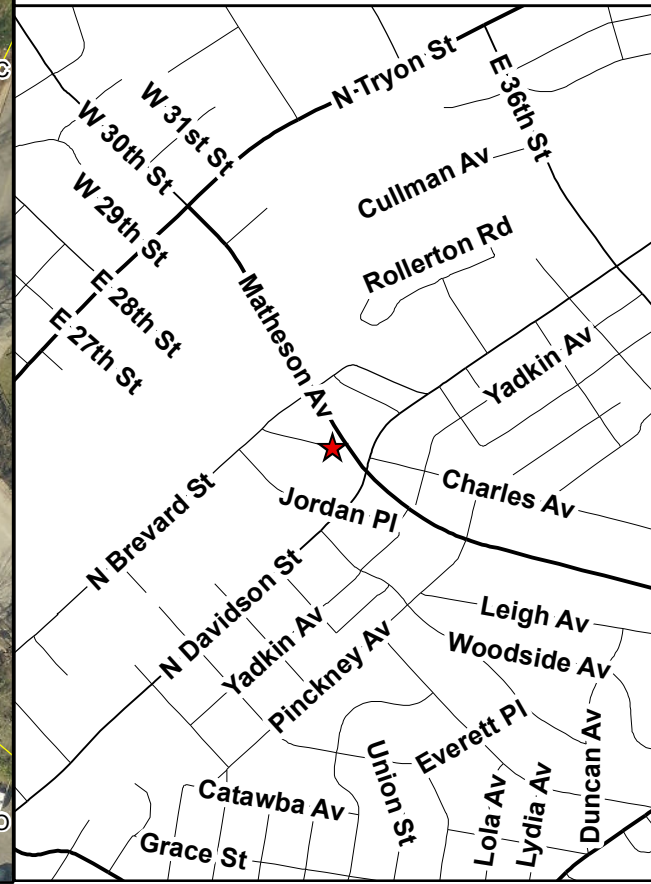 N Tryon St
E 36th St
W 31st St
W 30th St
Cullman Av
W 29th St
Rollerton Rd
E 28th St
Matheson Av
E 27th St
Yadkin Av
Charles Av
N Brevard St
Jordan Pl
N Davidson St
Leigh Av
Yadkin Av
Woodside Av
Pinckney Av
Everett Pl
Duncan Av
Union St
Lola Av
Lydia Av
Catawba Av
Grace St